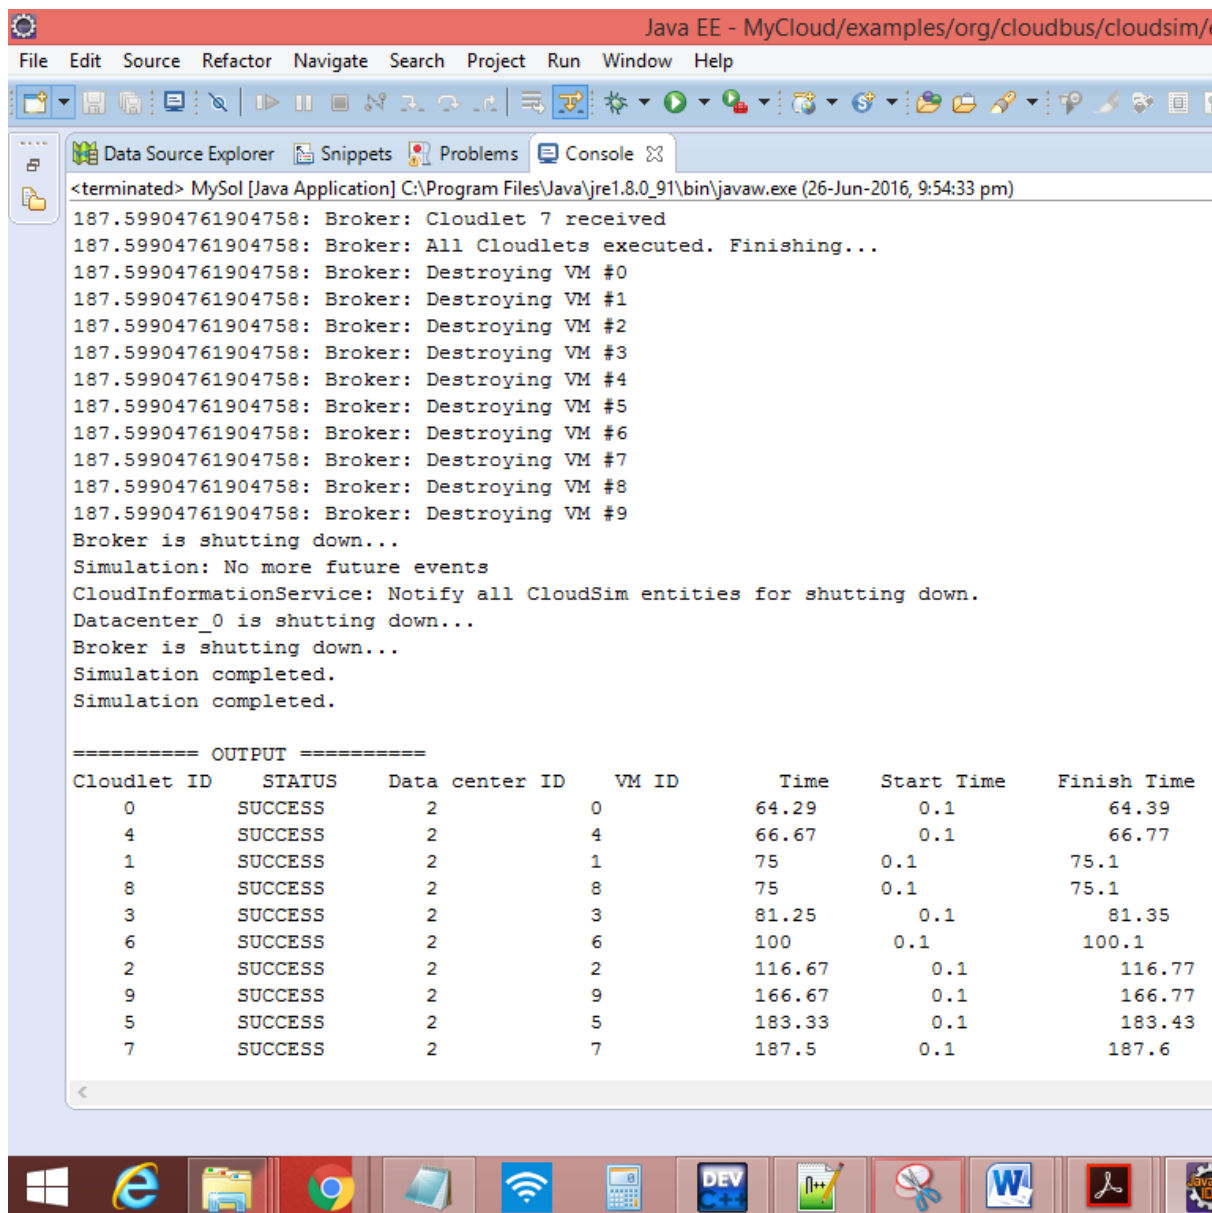 Java EE - MyCloud/examples/org/cloudbus/cloudsim/
File Edit Source Refactor Navigate Search Project Run Window Help
Data Source Explorer Snippets Problems Console
<terminated> MySol [Java Application] C:\Program Files\Java\jre1.8.0_91\bin\javaw.exe (26-Jun-2016, 9:54:33 pm)
187.59904761904758: Broker: Cloudlet 7 received
187.59904761904758: Broker: All Cloudlets executed. Finishing...
187.59904761904758: Broker: Destroying VM #0
187.59904761904758: Broker: Destroying VM #1
187.59904761904758: Broker: Destroying VM #2
187.59904761904758: Broker: Destroying VM #3
187.59904761904758: Broker: Destroying VM #4
187.59904761904758: Broker: Destroying VM #5
187.59904761904758: Broker: Destroying VM #6
187.59904761904758: Broker: Destroying VM #7
187.59904761904758: Broker: Destroying VM #8
187.59904761904758: Broker: Destroying VM #9
Broker is shutting down...
Simulation: No more future events
CloudInformationService: Notify all CloudSim entities for shutting down.
Datacenter_0 is shutting down...
Broker is shutting down...
Simulation completed.
Simulation completed.
========== OUTPUT ==========
Cloudlet ID STATUS Data center ID VM ID Time Start Time Finish Time
0 SUCCESS 2 0 64.29 0.1 64.39
4 SUCCESS 2 4 66.67 0.1 66.77
1 SUCCESS 2 1 75 0.1 75.1
8 SUCCESS 2 8 75 0.1 75.1
3 SUCCESS 2 3 81.25 0.1 81.35
6 SUCCESS 2 6 100 0.1 100.1
2 SUCCESS 2 2 116.67 0.1 116.77
9 SUCCESS 2 9 166.67 0.1 166.77
5 SUCCESS 2 5 183.33 0.1 183.43
7 SUCCESS 2 7 187.5 0.1 187.6
DEV
C++